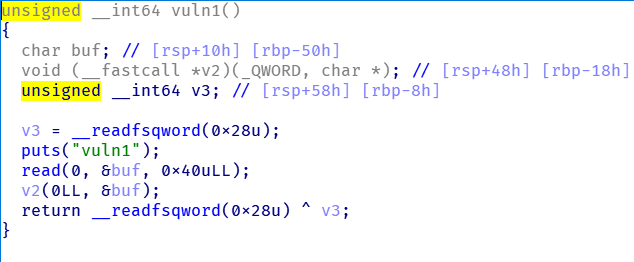 unsigned __int64 vuln1()
{
  char buf; // [rsp+10h] [rbp-50h]
  void (__fastcall *v2)(_QWORD, char *); // [rsp+48h] [rbp-18h]
  unsigned __int64 v3; // [rsp+58h] [rbp-8h]

  v3 = __readfsqword(0x28u);
  puts("vuln1");
  read(0, &buf, 0x40uLL);
  v2(0LL, &buf);
  return __readfsqword(0x28u) ^ v3;
}